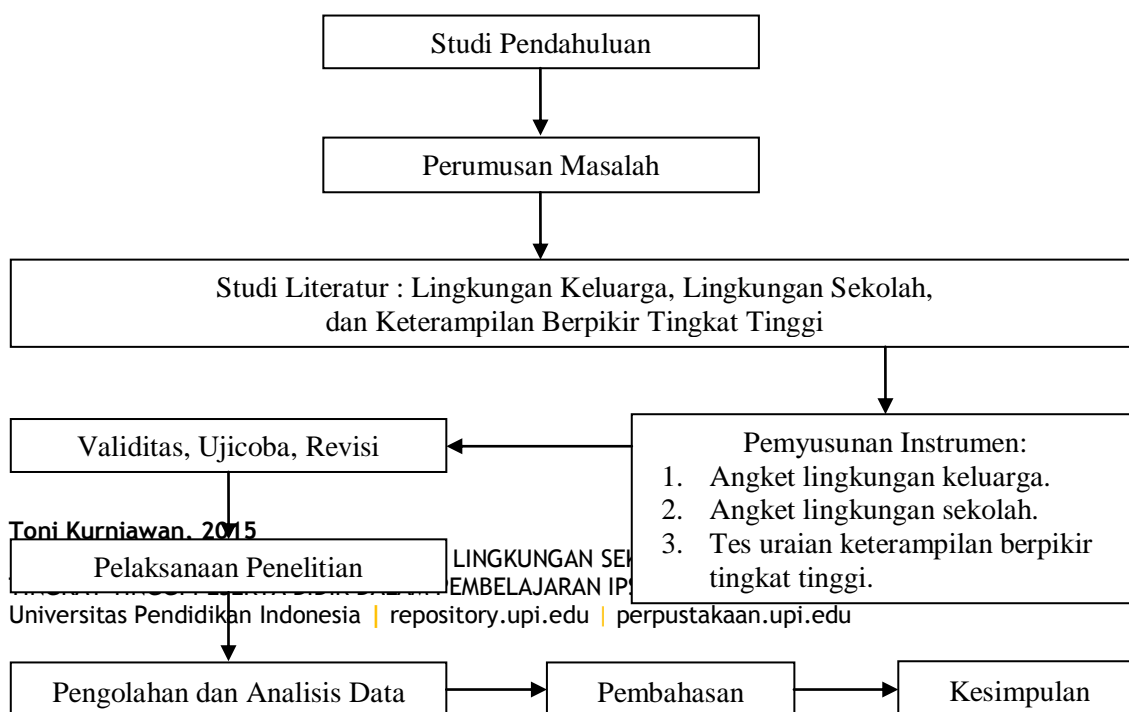 Studi Pendahuluan
Perumusan Masalah
Studi Literatur : Lingkungan Keluarga, Lingkungan Sekolah,
dan Keterampilan Berpikir Tingkat Tinggi
Validitas, Ujicoba, Revisi
Pemyusunan Instrumen:
1. Angket lingkungan keluarga.
2. Angket lingkungan sekolah.
3. Tes uraian keterampilan berpikir
tingkat tinggi.
Toni Kurniawan, 2015
Pelaksanaan Penelitian
LINGKUNGAN
PEMBELAJARAN
Universitas Pendidikan Indonesia | repository.upi.edu | perpustakaan.upi.edu
Pengolahan dan Analisis Data
Pembahasan
Kesimpulan